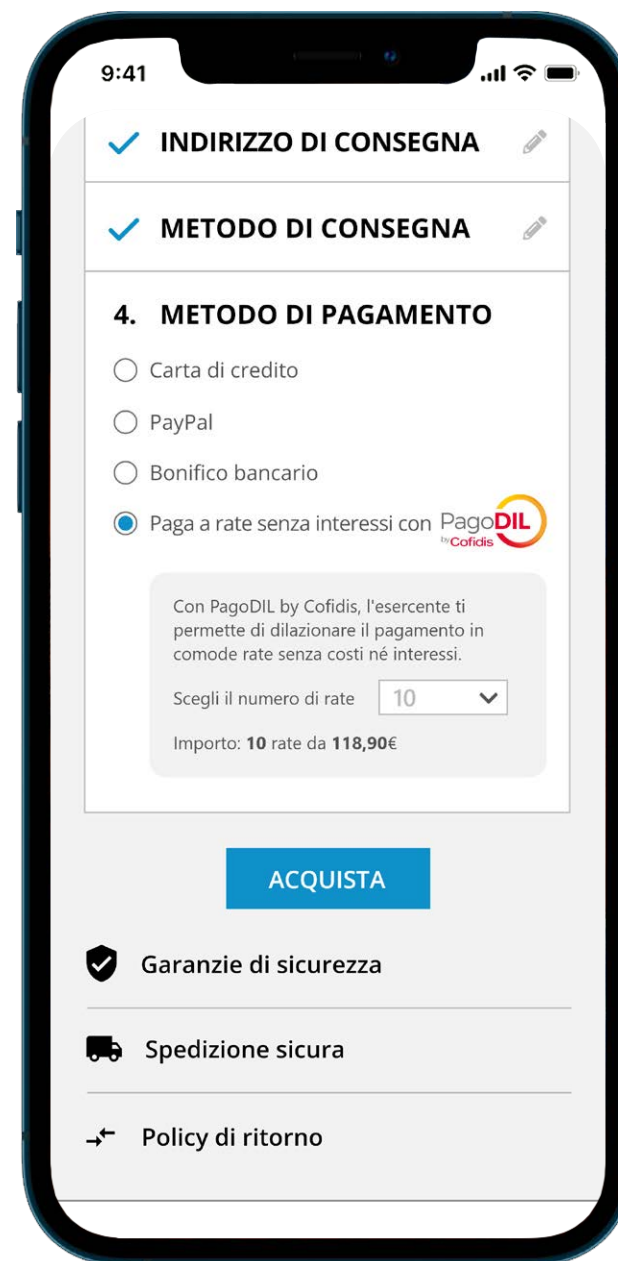 9:41
INDIRIZZO DI CONSEGNA
METODO DI CONSEGNA
4. METODO DI PAGAMENTO
Carta di credito
PayPal
Bonifico bancario
Paga a rate senza interessi con PagoDIL
by Cofidis
Con PagoDIL by Cofidis, l'esercente ti
permette di dilazionare il pagamento in
comode rate senza costi né interessi.
Scegli il numero di rate 10
Importo: 10 rate da 118,90€
ACQUISTA
Garanzie di sicurezza
Spedizione sicura
Policy di ritorno